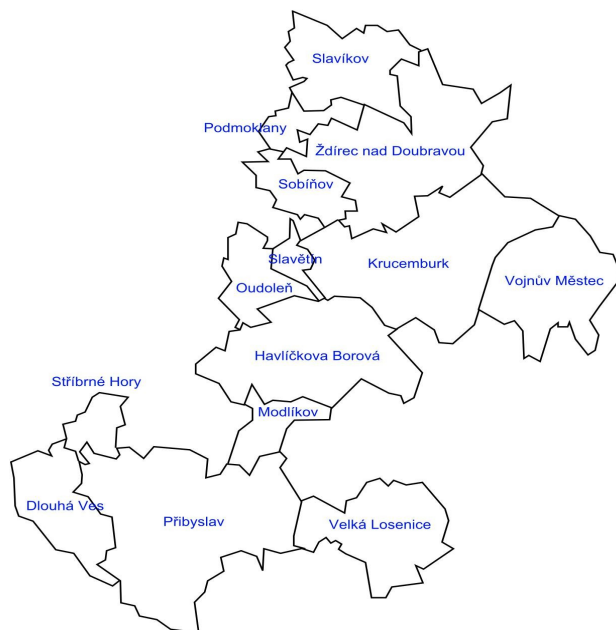 Slavíkov
Podmoklany
Ždírec nad Doubravou
Sobíňov
Slavětín
Krucemburk
Vojnův Městec
Oudoleň
Havlíčkova Borová
Stříbrné Hory
Modlíkov
Dlouhá Ves
Přibyslav
Velká Losenice